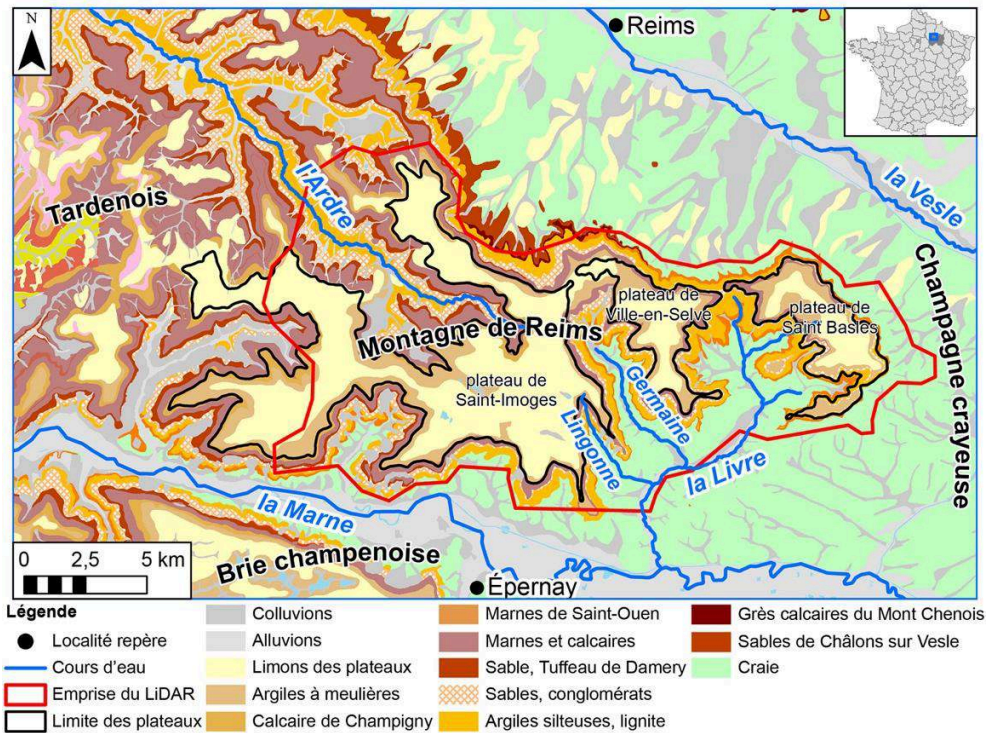 N
Reims
la Vesle
l'Ardre
Tardenois
Champagne crayeuse
plateau de
Ville-en-Selve
plateau de
Saint Basles
Montagne de Reims
plateau de
Saint-Imoges
Germaine
Lingonne
la Livre
la Marne
Brie champenoise
Épernay
0 2,5 5 km
Légende
Localité repère
Cours d'eau
Emprise du LiDAR
Limite des plateaux
Colluvions
Alluvions
Limons des plateaux
Argiles à meulières
Calcaire de Champigny
Marnes de Saint-Ouen
Marnes et calcaires
Sable, Tuffeau de Damery
Sables, conglomérats
Argiles silteuses, lignite
Grès calcaires du Mont Chenois
Sables de Châlons sur Vesle
Craie